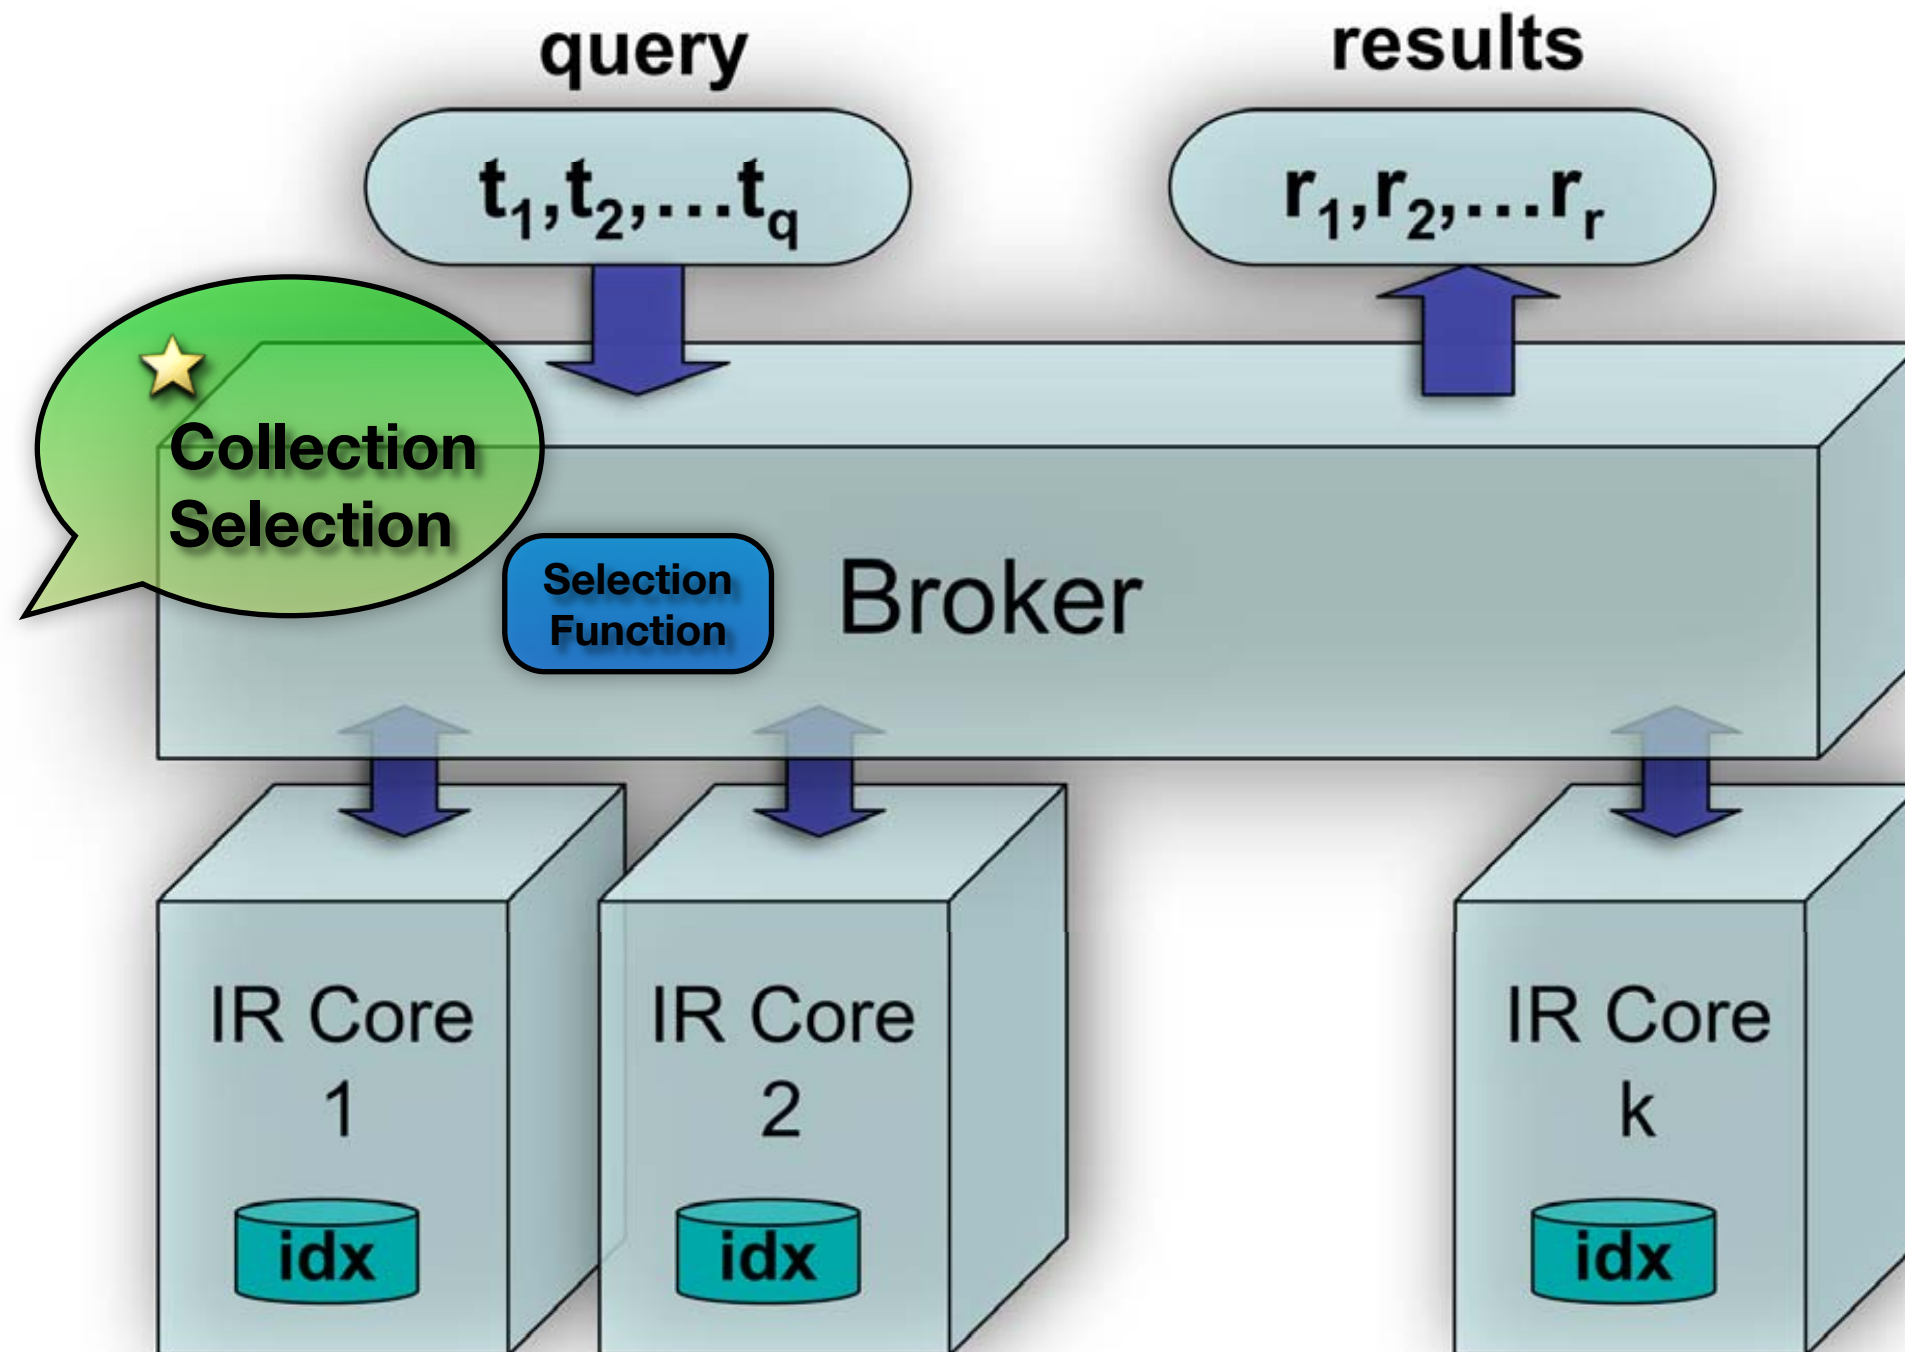 query
results
t1,t2,...tq
r1,r2,...rr
Collection
Selection
Selection
Function
Broker
IR Core
1
IR Core
2
IR Core
k
idx
idx
idx